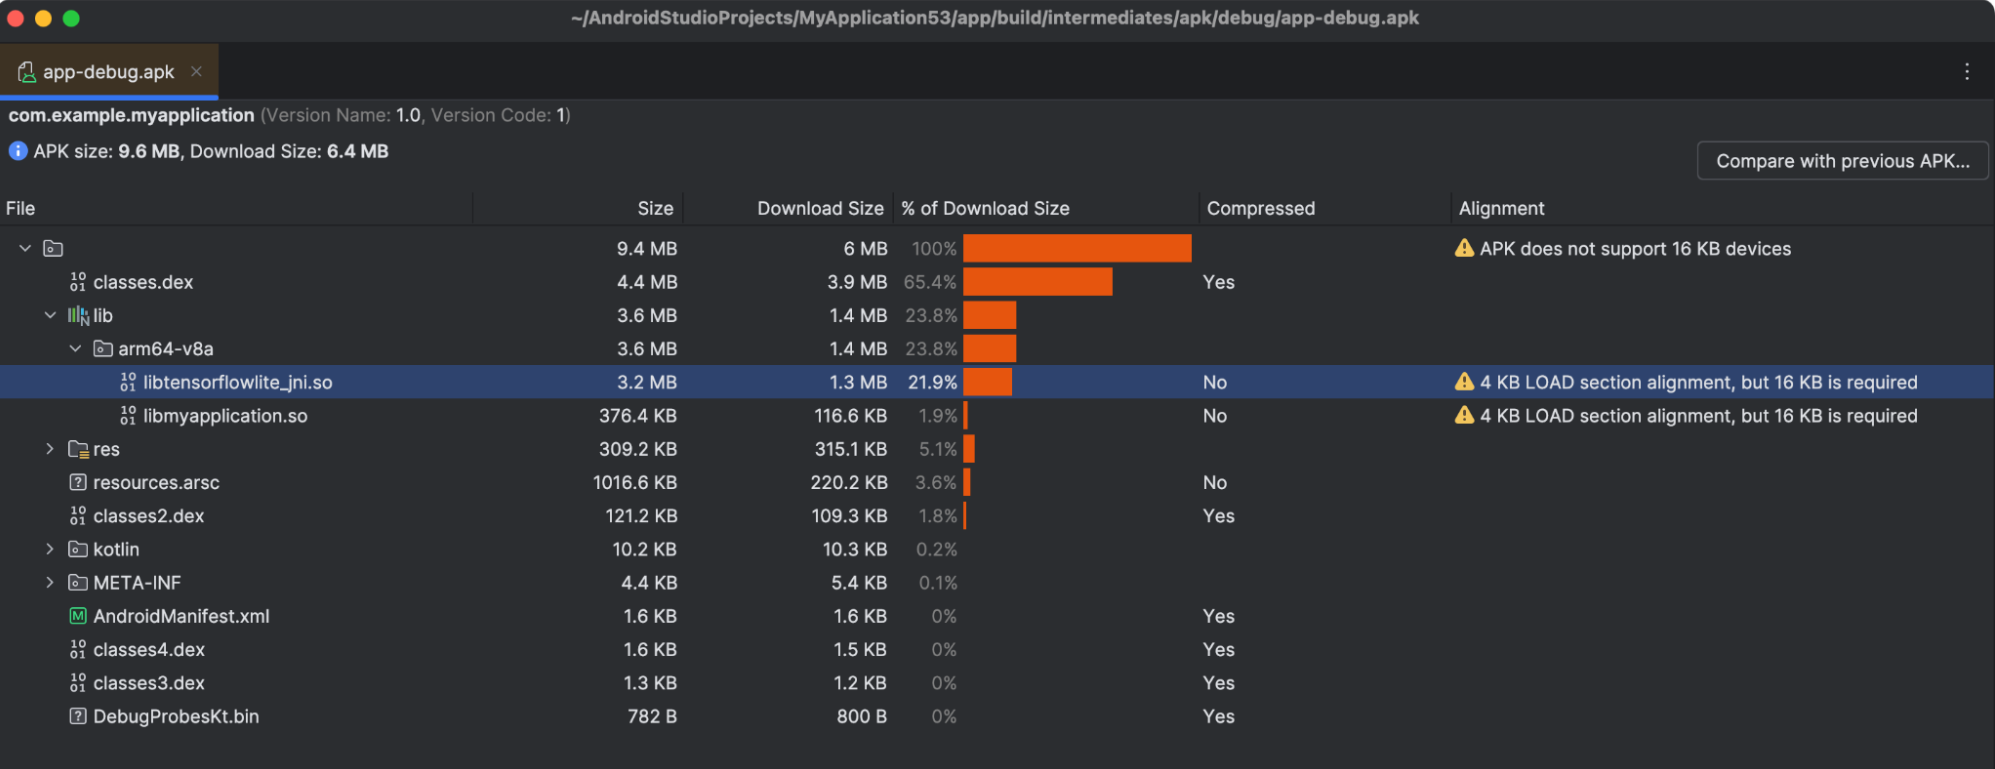 ~/AndroidStudioProjects/MyApplication53/app/build/intermediates/apk/debug/app-debug.apk
app-debug.apk
com.example.myapplication (Version Name: 1.0, Version Code: 1)
APK size: 9.6 MB, Download Size: 6.4 MB
Compare with previous APK...
File Size Download Size % of Download Size Compressed Alignment
9.4 MB 6 MB 100% APK does not support 16 KB devices
classes.dex 4.4 MB 3.9 MB 65.4% Yes
lib 3.6 MB 1.4 MB 23.8%
arm64-v8a 3.6 MB 1.4 MB 23.8%
libtensorflowlite_jni.so 3.2 MB 1.3 MB 21.9% No 4 KB LOAD section alignment, but 16 KB is required
libmyapplication.so 376.4 KB 116.6 KB 1.9% No 4 KB LOAD section alignment, but 16 KB is required
res 309.2 KB 315.1 KB 5.1%
resources.arsc 1016.6 KB 220.2 KB 3.6% No
classes2.dex 121.2 KB 109.3 KB 1.8% Yes
kotlin 10.2 KB 10.3 KB 0.2%
META-INF 4.4 KB 5.4 KB 0.1%
AndroidManifest.xml 1.6 KB 1.6 KB 0% Yes
classes4.dex 1.6 KB 1.5 KB 0% Yes
classes3.dex 1.3 KB 1.2 KB 0% Yes
DebugProbesKt.bin 782 B 800 B 0% Yes